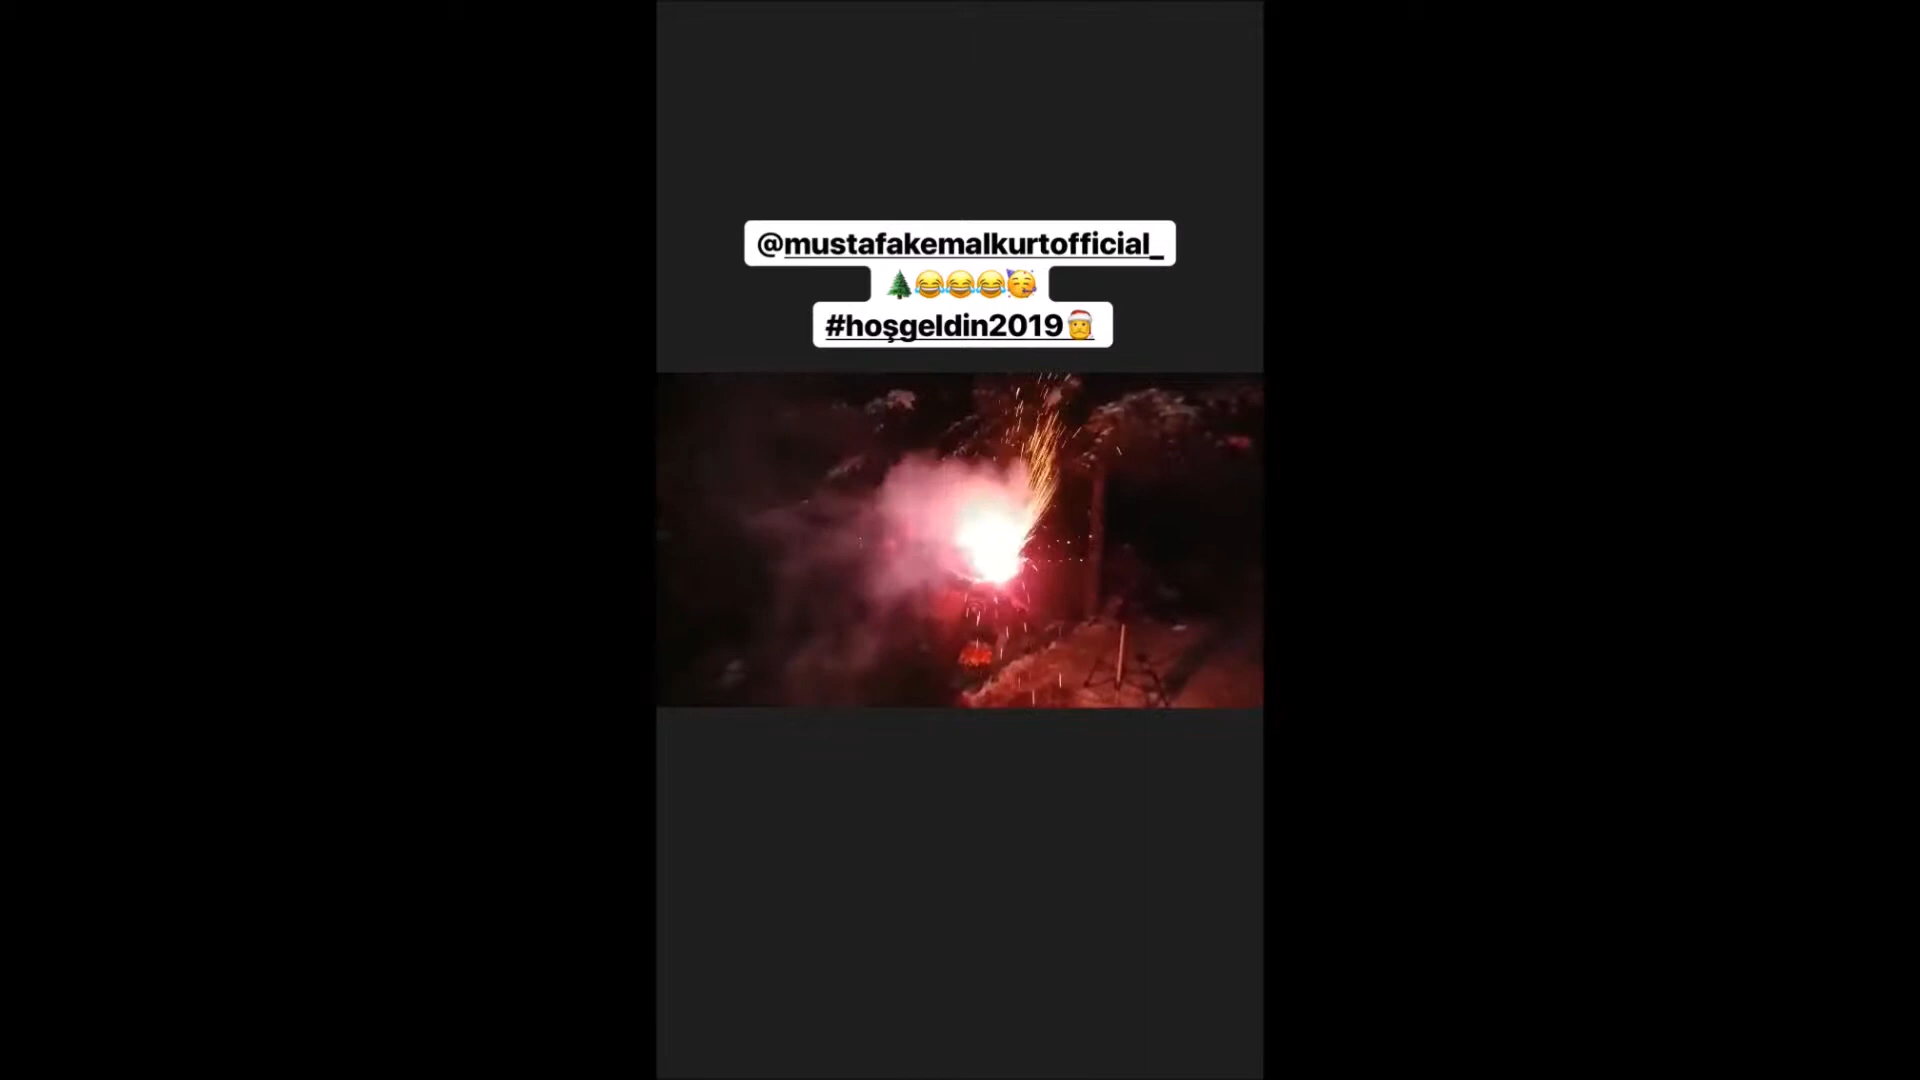 @mustafakemalkurtofficial_
🌲😂😂😂🥳
#hoşgeldin2019🎅